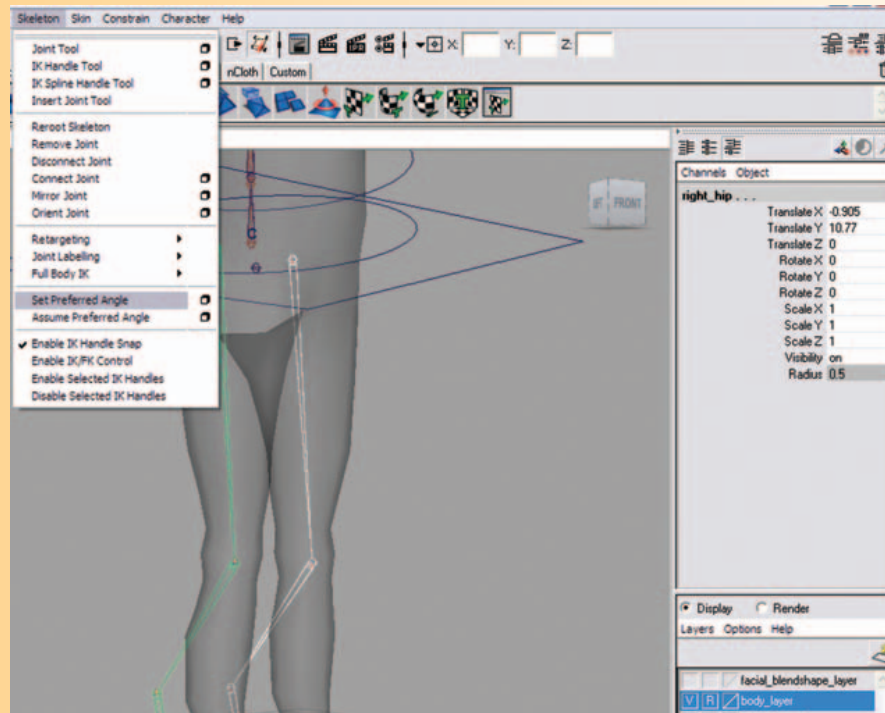 Skeleton Skin Constrain Character Help
Joint Tool
IK Handle Tool
IK Spline Handle Tool
Insert Joint Tool
Reroot Skeleton
Remove Joint
Disconnect Joint
Connect Joint
Mirror Joint
Orient Joint
Retargeting
Joint Labelling
Full Body IK
Set Preferred Angle
Assume Preferred Angle
Enable IK Handle Snap
Enable IK/FK Control
Enable Selected IK Handles
Disable Selected IK Handles
X: Y: Z:
nCloth Custom
FRONT
Channels Object
right_hip . . .
Translate X -0.905
Translate Y 10.77
Translate Z 0
Rotate X 0
Rotate Y 0
Rotate Z 0
Scale X 1
Scale Y 1
Scale Z 1
Visibility on
Radius 0.5
Display Render
Layers Options Help
facial_blendshape_layer
V R body_layer